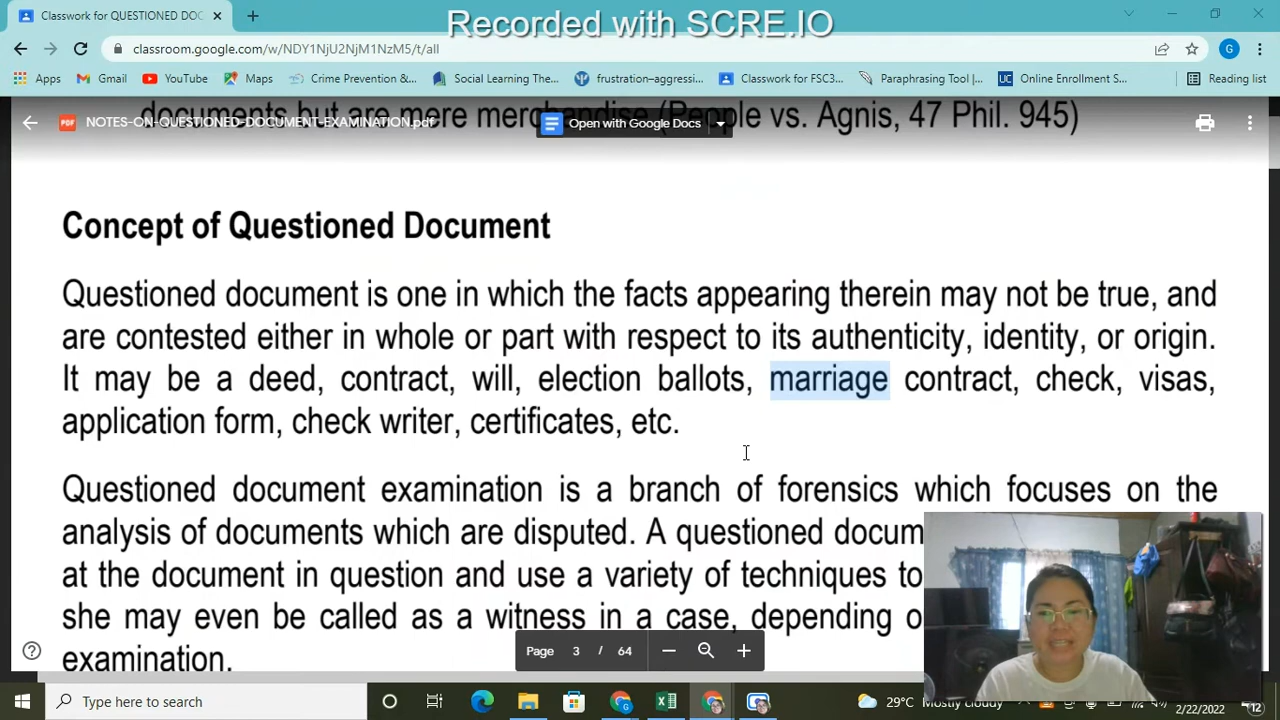 Classroom for QUESTIONED DOC
Recorded with SCRE.IO
classroom.google.com/w/NDY1NjU2NjM1NzM5/t/all
G
Apps
Gmail
YouTube
Maps
Crime Prevention &...
Social Learning The...
frustration–aggressi...
Classwork for FSC3...
Paraphrasing Tool |...
UC Online Enrollment S...
Reading list
documents but are mere merchandise (People vs. Agnis, 47 Phil. 945)
PDF NOTES-ON-QUESTIONED-DOCUMENT-EXAMINATION.pdf
Open with Google Docs
Concept of Questioned Document
Questioned document is one in which the facts appearing therein may not be true, and
are contested either in whole or part with respect to its authenticity, identity, or origin.
It may be a deed, contract, will, election ballots, marriage contract, check, visas,
application form, check writer, certificates, etc.
Questioned document examination is a branch of forensics which focuses on the
analysis of documents which are disputed. A questioned docum
at the document in question and use a variety of techniques to
she may even be called as a witness in a case, depending o
examination.
Page 3 / 64
Type here to search
29°C Mostly cloudy
2/22/2022
12